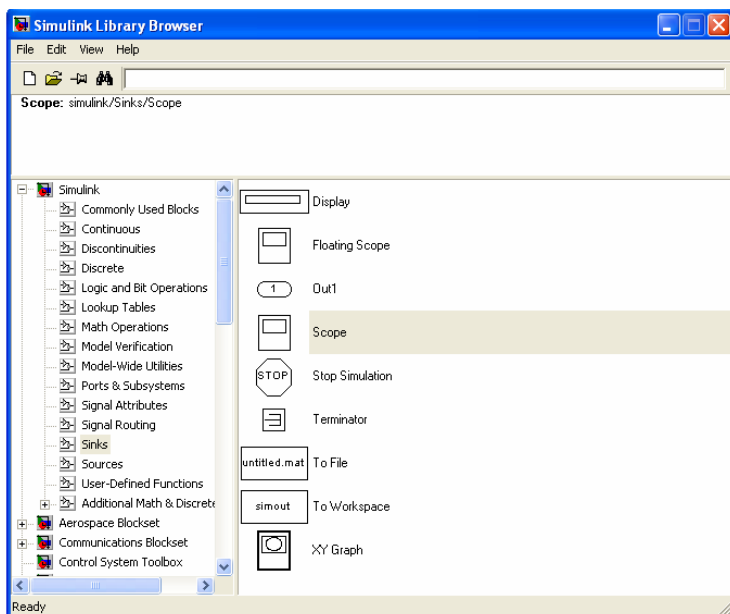 Simulink Library Browser
File Edit View Help
Scope: simulink/Sinks/Scope
Simulink
Commonly Used Blocks
Continuous
Discontinuities
Discrete
Logic and Bit Operations
Lookup Tables
Math Operations
Model Verification
Model-Wide Utilities
Ports & Subsystems
Signal Attributes
Signal Routing
Sinks
Sources
User-Defined Functions
Additional Math & Discrete
Aerospace Blockset
Communications Blockset
Control System Toolbox
Display
Floating Scope
1 Out1
Scope
STOP Stop Simulation
Terminator
untitled.mat To File
simout To Workspace
XY Graph
Ready